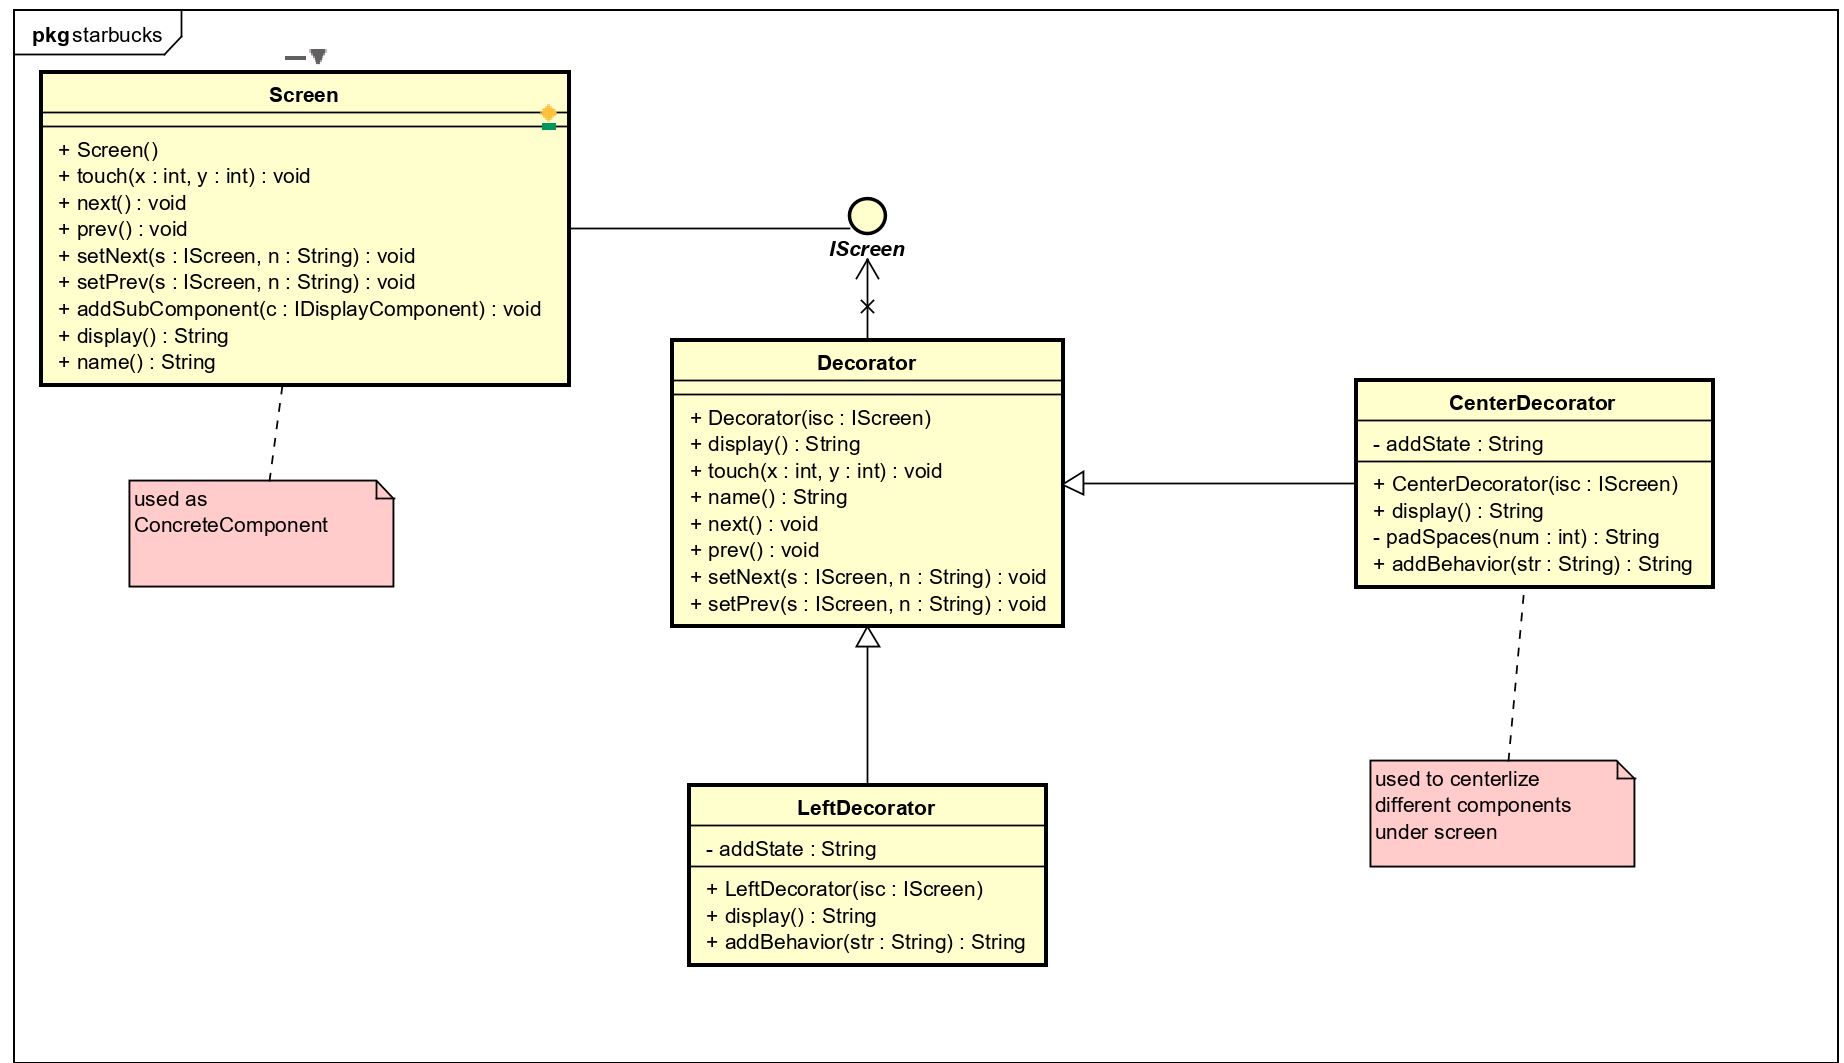 pkg starbucks
Screen
+ Screen()
+ touch(x : int, y : int) : void
+ next() : void
+ prev() : void
+ setNext(s : IScreen, n : String) : void
+ setPrev(s : IScreen, n : String) : void
+ addSubComponent(c : IDisplayComponent) : void
+ display() : String
+ name() : String
used as
ConcreteComponent
IScreen
Decorator
+ Decorator(isc : IScreen)
+ display() : String
+ touch(x : int, y : int) : void
+ name() : String
+ next() : void
+ prev() : void
+ setNext(s : IScreen, n : String) : void
+ setPrev(s : IScreen, n : String) : void
CenterDecorator
- addState : String
+ CenterDecorator(isc : IScreen)
+ display() : String
- padSpaces(num : int) : String
+ addBehavior(str : String) : String
used to centerlize
different components
under screen
LeftDecorator
- addState : String
+ LeftDecorator(isc : IScreen)
+ display() : String
+ addBehavior(str : String) : String